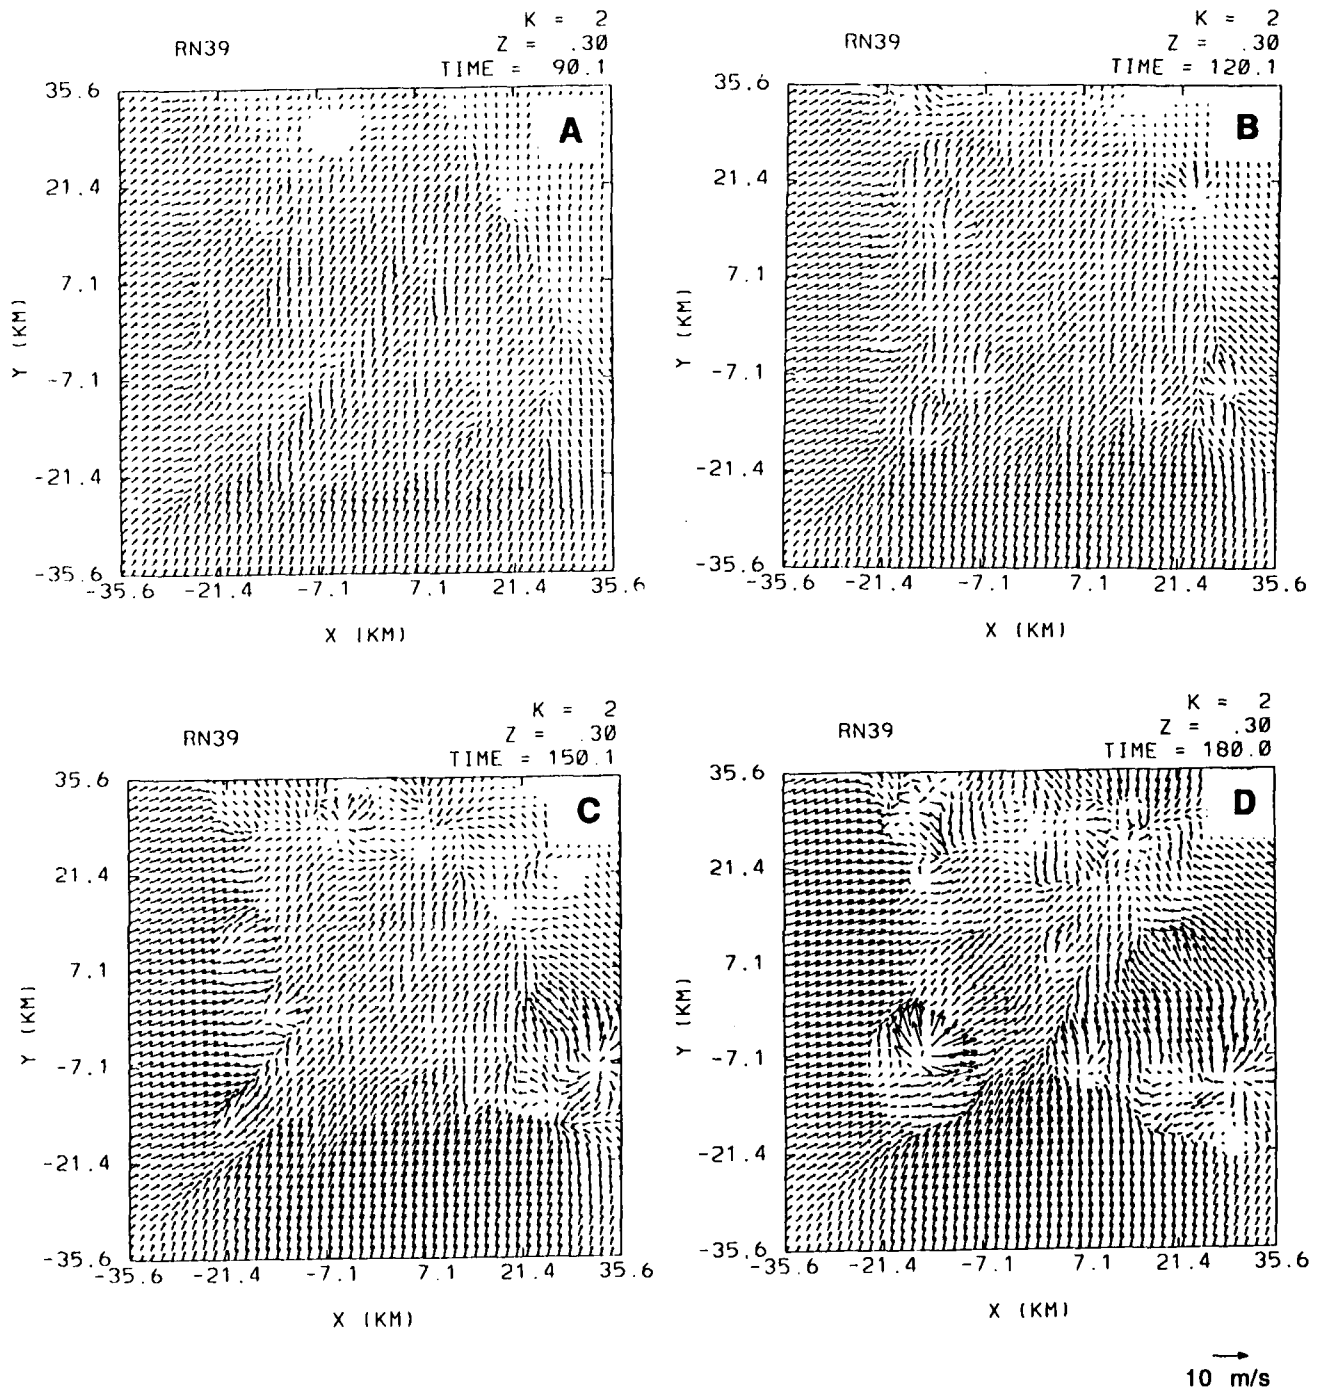 RN39
K = 2
Z = .30
TIME = 90.1
A
35.6
21.4
7.1
-7.1
-21.4
-35.6
Y (KM)
-35.6 -21.4 -7.1 7.1 21.4 35.6
X (KM)
RN39
K = 2
Z = .30
TIME = 120.1
B
35.6
21.4
7.1
-7.1
-21.4
-35.6
Y (KM)
-35.6 -21.4 -7.1 7.1 21.4 35.6
X (KM)
RN39
K = 2
Z = .30
TIME = 150.1
C
35.6
21.4
7.1
-7.1
-21.4
-35.6
Y (KM)
-35.6 -21.4 -7.1 7.1 21.4 35.6
X (KM)
RN39
K = 2
Z = .30
TIME = 180.0
D
35.6
21.4
7.1
-7.1
-21.4
-35.6
Y (KM)
-35.6 -21.4 -7.1 7.1 21.4 35.6
X (KM)
10 m/s